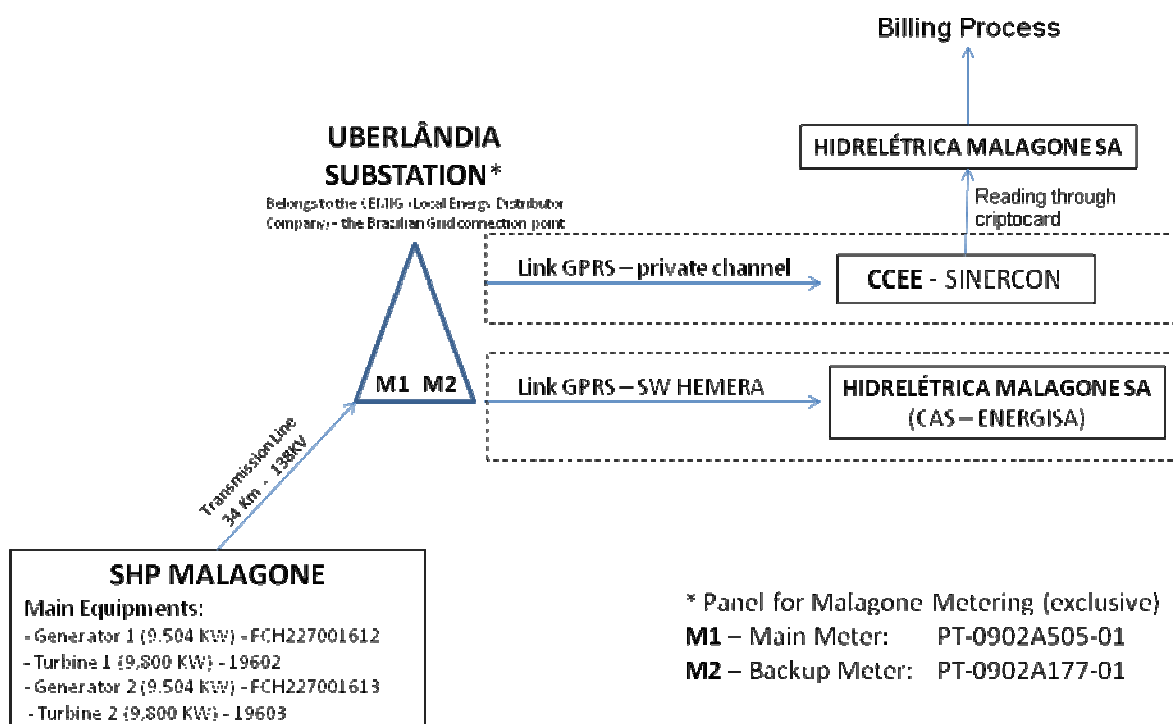 Billing Process
HIDRELÉTRICA MALAGONE SA
Reading through
criptocard
UBERLÂNDIA
SUBSTATION*
Belongs to the CEMIG (Local Energy Distributor
Company) - the Brazilian Grid connection point
Link GPRS – private channel
CCEE - SINERCON
M1 M2
Link GPRS – SW HEMERA
HIDRELÉTRICA MALAGONE SA
(CAS – ENERGISA)
Transmission Line
34 Km - 138KV
SHP MALAGONE
Main Equipments:
- Generator 1 (9.504 KW) - FCH227001612
- Turbine 1 (9,800 KW) - 19602
- Generator 2 (9.504 KW) - FCH227001613
- Turbine 2 (9,800 KW) - 19603
* Panel for Malagone Metering (exclusive)
M1 – Main Meter: PT-0902A505-01
M2 – Backup Meter: PT-0902A177-01